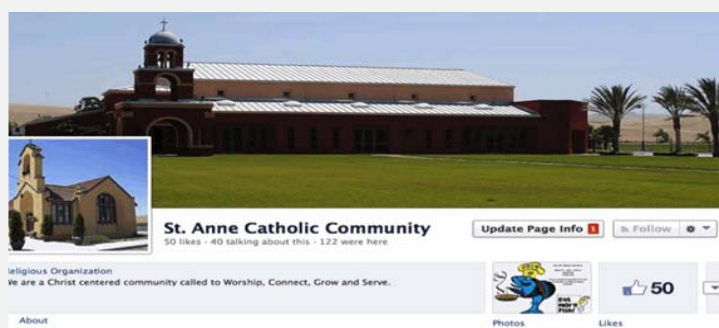 St. Anne Catholic Community
Update Page Info 1
Follow
50 likes · 40 talking about this · 122 were here
Religious Organization
We are a Christ centered community called to Worship, Connect, Grow and Serve.
50
About
Photos
Likes